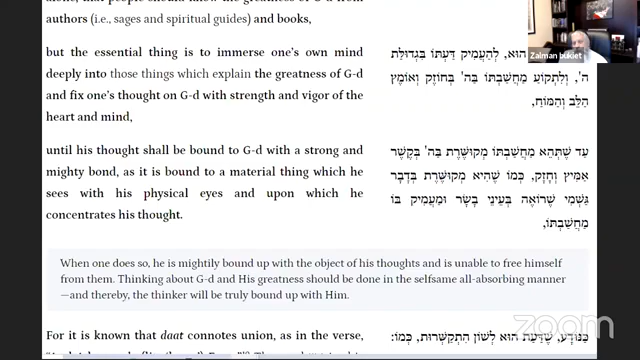 authors (i.e., sages and spiritual guides) and books,
but the essential thing is to immerse one's own mind
deeply into those things which explain the greatness of G-d
and fix one's thought on G-d with strength and vigor of the
heart and mind,
הוא, להעמיק דעתו בגדולת
ה', ולתקוע מחשבתו בה' בחוזק ואומץ
הלב והמוח,
until his thought shall be bound to G-d with a strong and
mighty bond, as it is bound to a material thing which he
sees with his physical eyes and upon which he
concentrates his thought.
עד שתהא מחשבתו מקושרת בה' בקשר
אמיץ וחזק, כמו שהיא מקושרת בדבר
גשמי שרואה בעיני בשר ומעמיק בו
מחשבתו,
When one does so, he is mightily bound up with the object of his thoughts and is unable to free himself
from them. Thinking about G-d and His greatness should be done in the selfsame all-absorbing manner
—and thereby, the thinker will be truly bound up with Him.
For it is known that daat connotes union, as in the verse,
כנודע, שדעת הוא לשון התקשרות, כמו:
Zalman bukiet
zoom